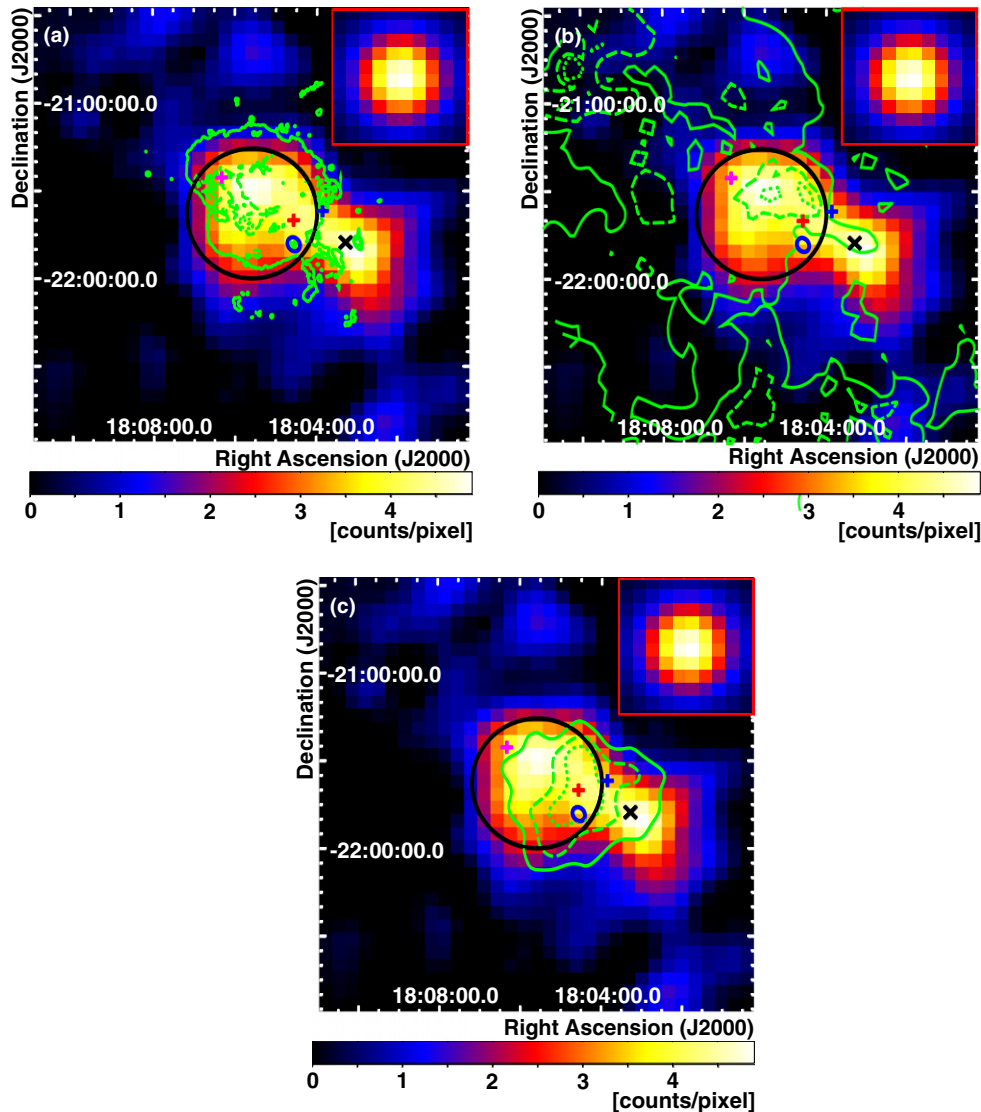 (a)
Declination (J2000)
-21:00:00.0
-22:00:00.0
18:08:00.0 18:04:00.0
Right Ascension (J2000)
0 1 2 3 4
[counts/pixel]
(b)
Declination (J2000)
-21:00:00.0
-22:00:00.0
18:08:00.0 18:04:00.0
Right Ascension (J2000)
0 1 2 3 4
[counts/pixel]
(c)
Declination (J2000)
-21:00:00.0
-22:00:00.0
18:08:00.0 18:04:00.0
Right Ascension (J2000)
0 1 2 3 4
[counts/pixel]